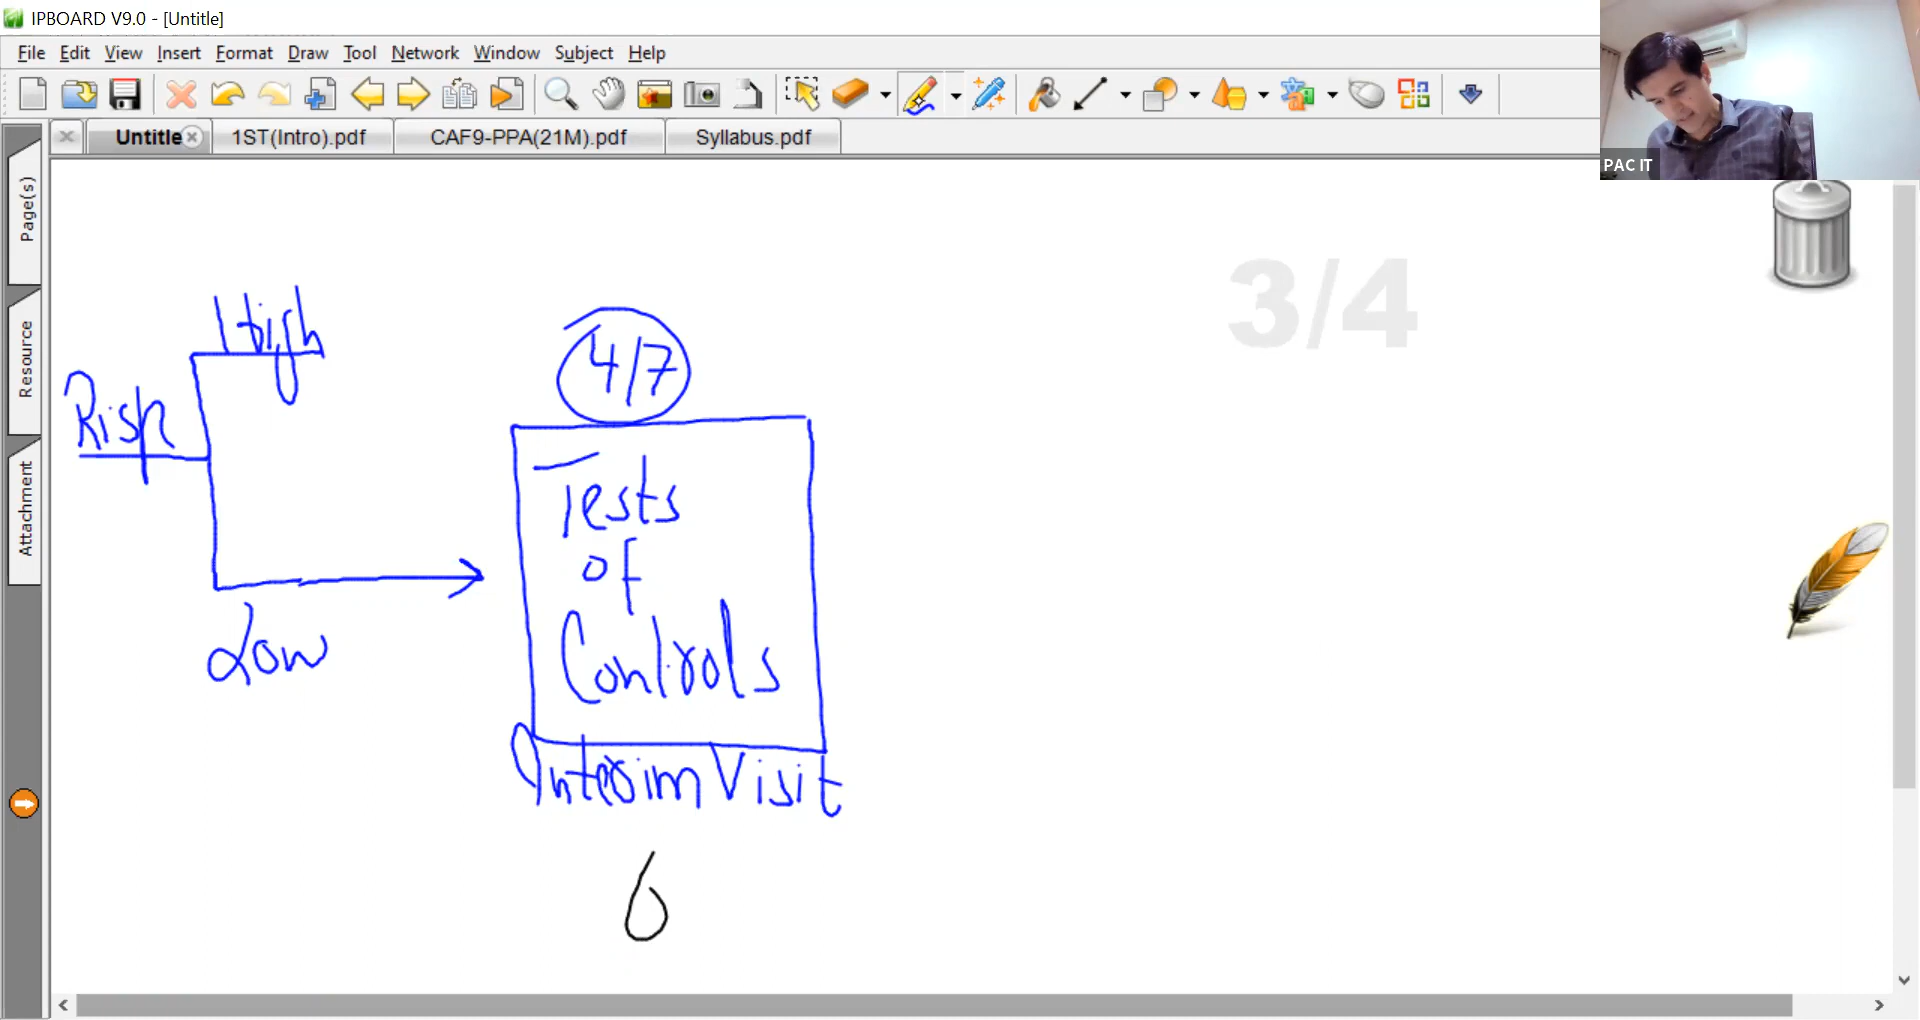 IPBOARD V9.0 - [Untitle]
File Edit View Insert Format Draw Tool Network Window Subject Help
Untitle 1ST(Intro).pdf CAF9-PPA(21M).pdf Syllabus.pdf
PAC IT
Page(s)
Resource
Attachment
3/4
High
Risk
Low
4/7
Tests
of
Controls
Interim Visit
6